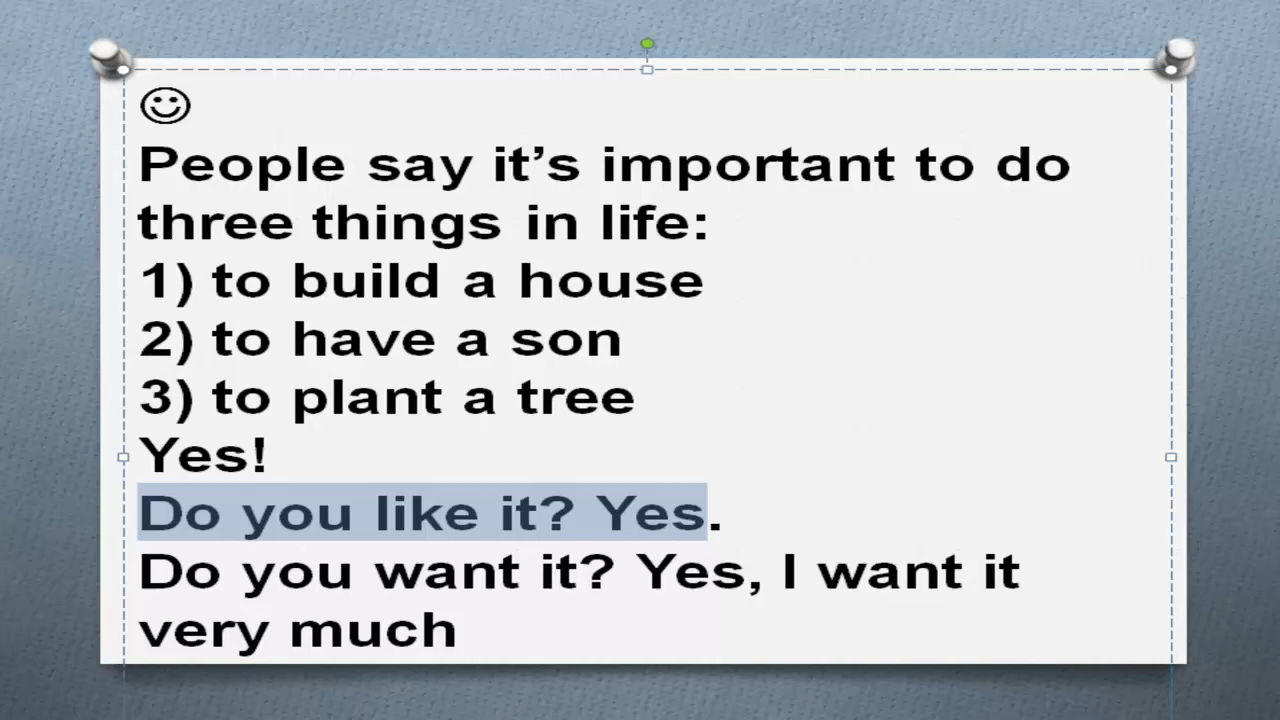 ☺
People say it’s important to do
three things in life:
1) to build a house
2) to have a son
3) to plant a tree
Yes!
Do you like it? Yes.
Do you want it? Yes, I want it
very much